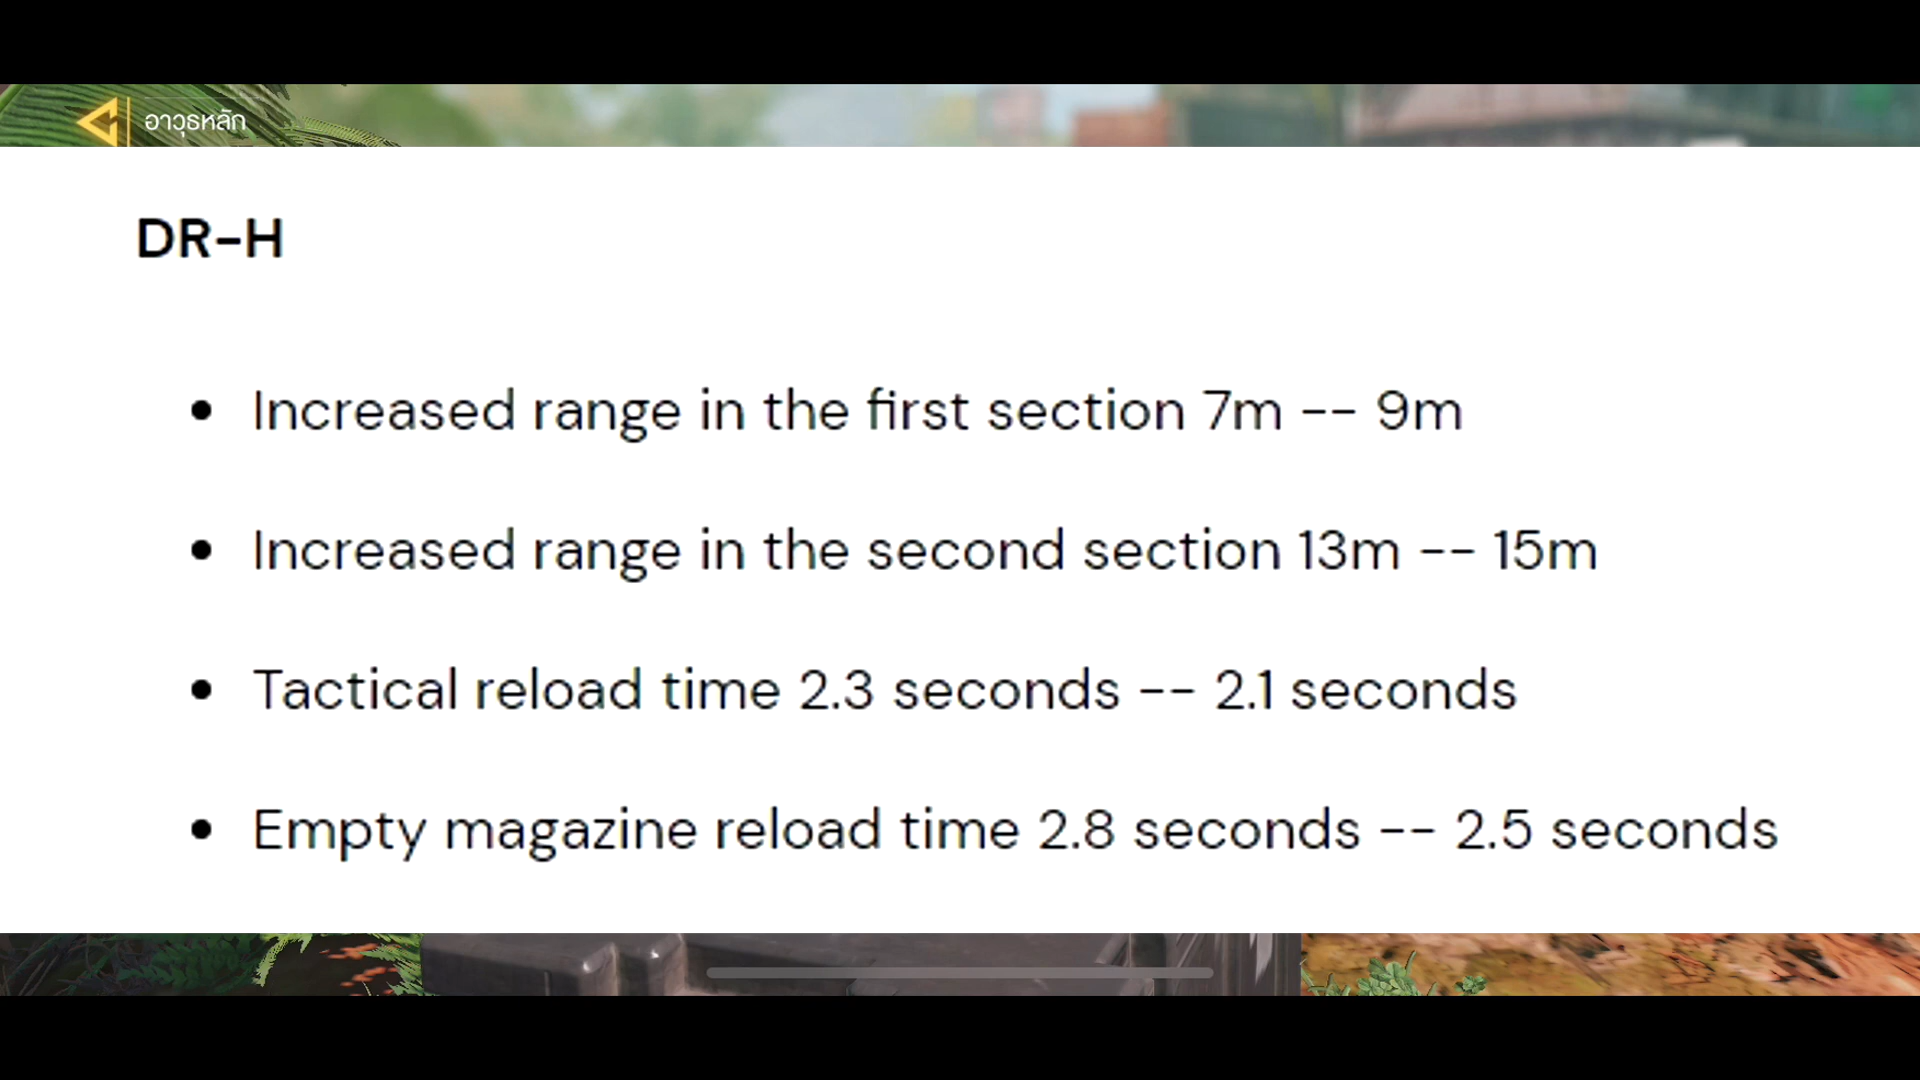 อาวุธหลัก
DR-H
• Increased range in the first section 7m -- 9m
• Increased range in the second section 13m -- 15m
• Tactical reload time 2.3 seconds -- 2.1 seconds
• Empty magazine reload time 2.8 seconds -- 2.5 seconds